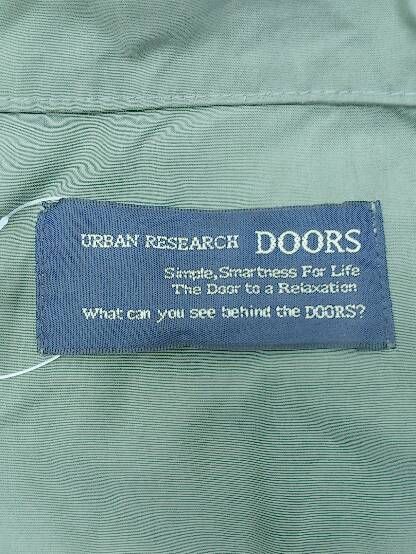 URBAN RESEARCH DOORS
Simple,Smartness For Life
The Door to a Relaxation
What can you see behind the DOORS?